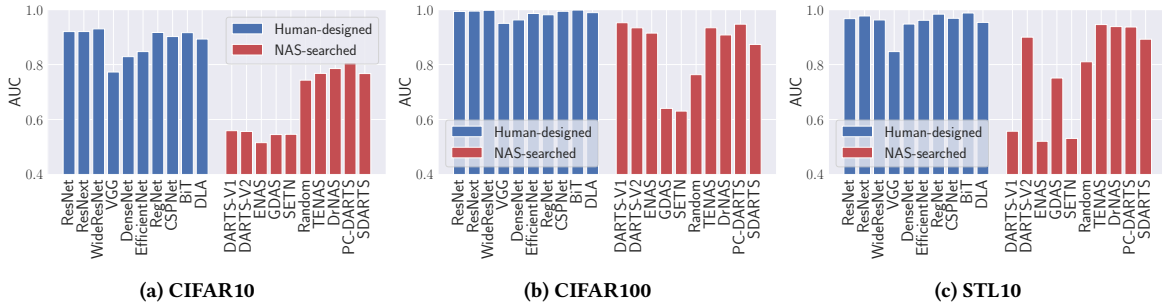 1.0
0.8
0.6
0.4
AUC
Human-designed
NAS-searched
ResNet
ResNext
WideResNet
VGG
DenseNet
EfficientNet
RegNet
CSPNet
BiT
DLA
DARTS-V1
DARTS-V2
ENAS
GDAS
SETN
Random
TENAS
DrNAS
PC-DARTS
SDARTS
(a) CIFAR10
1.0
0.8
0.6
0.4
AUC
Human-designed
NAS-searched
ResNet
ResNext
WideResNet
VGG
DenseNet
EfficientNet
RegNet
CSPNet
BiT
DLA
DARTS-V1
DARTS-V2
ENAS
GDAS
SETN
Random
TENAS
DrNAS
PC-DARTS
SDARTS
(b) CIFAR100
1.0
0.8
0.6
0.4
AUC
Human-designed
NAS-searched
ResNet
ResNext
WideResNet
VGG
DenseNet
EfficientNet
RegNet
CSPNet
BiT
DLA
DARTS-V1
DARTS-V2
ENAS
GDAS
SETN
Random
TENAS
DrNAS
PC-DARTS
SDARTS
(c) STL10